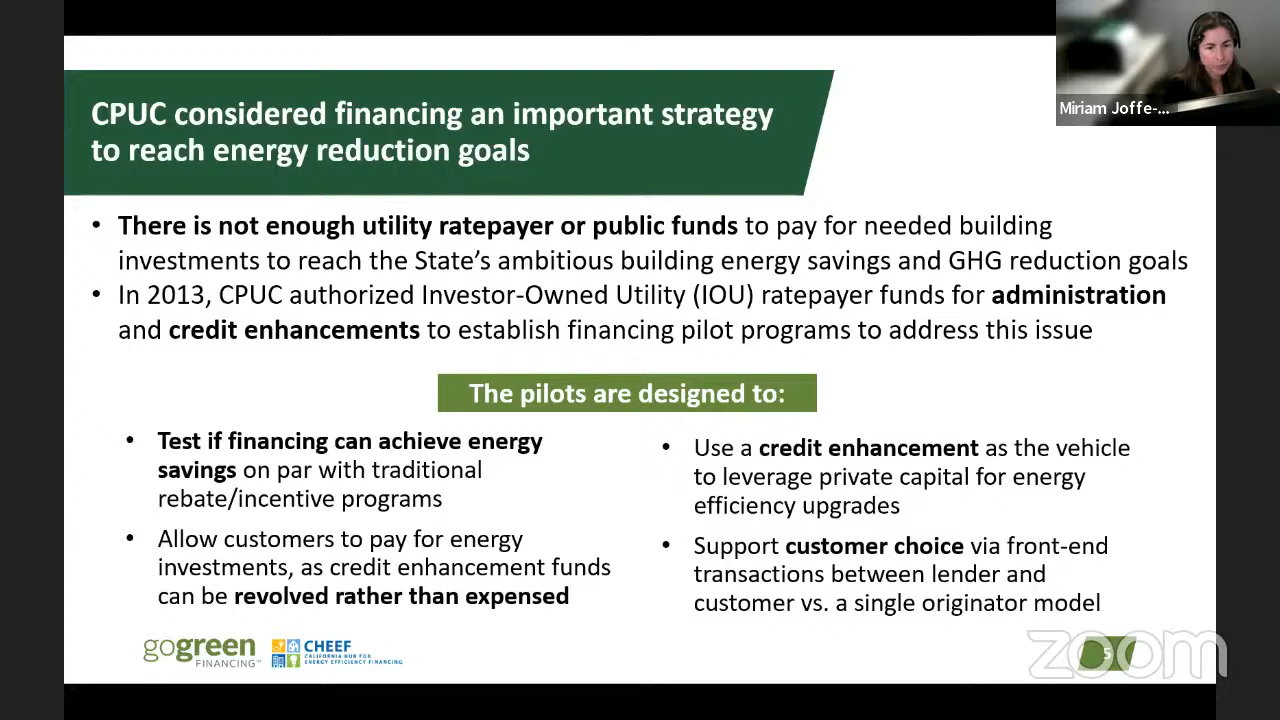 CPUC considered financing an important strategy
to reach energy reduction goals
Miriam Joffe-...
• There is not enough utility ratepayer or public funds to pay for needed building
investments to reach the State's ambitious building energy savings and GHG reduction goals
• In 2013, CPUC authorized Investor-Owned Utility (IOU) ratepayer funds for administration
and credit enhancements to establish financing pilot programs to address this issue
The pilots are designed to:
• Test if financing can achieve energy
savings on par with traditional
rebate/incentive programs
• Allow customers to pay for energy
investments, as credit enhancement funds
can be revolved rather than expensed
• Use a credit enhancement as the vehicle
to leverage private capital for energy
efficiency upgrades
• Support customer choice via front-end
transactions between lender and
customer vs. a single originator model
gogreen
FINANCING™
CHEEF
CALIFORNIA HUB FOR
ENERGY EFFICIENCY FINANCING
5
zoom